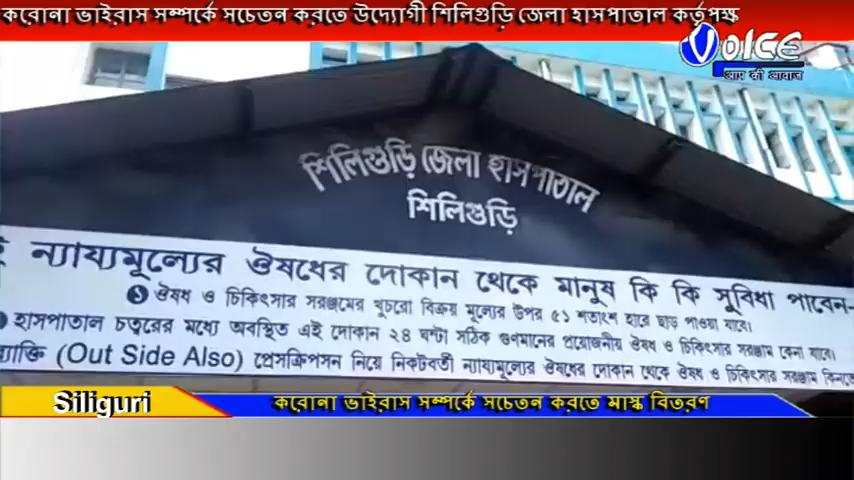 করোনা ভাইরাস সম্পর্কে সচেতন করতে উদ্যোগী শিলিগুড়ি জেলা হাসপাতাল কর্তৃপক্ষ
VOICE
आप की आवाज
শিলিগুড়ি জেলা হাসপাতাল
শিলিগুড়ি
ন্যায্যমূল্যের ঔষধের দোকান থেকে মানুষ কি কি সুবিধা পাবেন-
ঔষধ ও চিকিৎসার সরঞ্জামের খুচরো বিক্রয় মূল্যের উপর ৫১ শতাংশ হারে ছাড় পাওয়া যাবে।
হাসপাতাল চত্বরের মধ্যে অবস্থিত এই দোকান ২৪ ঘন্টা সঠিক গুণমানের প্রয়োজনীয় ঔষধ ও চিকিৎসার সরঞ্জাম কেনা যাবে।
(Out Side Also) প্রেসক্রিপসন নিয়ে নিকটবর্তী ন্যায্যমূল্যের ঔষধের দোকান থেকে ঔষধ ও চিকিৎসার সরঞ্জাম
Siliguri
করোনা ভাইরাস সম্পর্কে সচেতন করতে মাস্ক বিতরণ